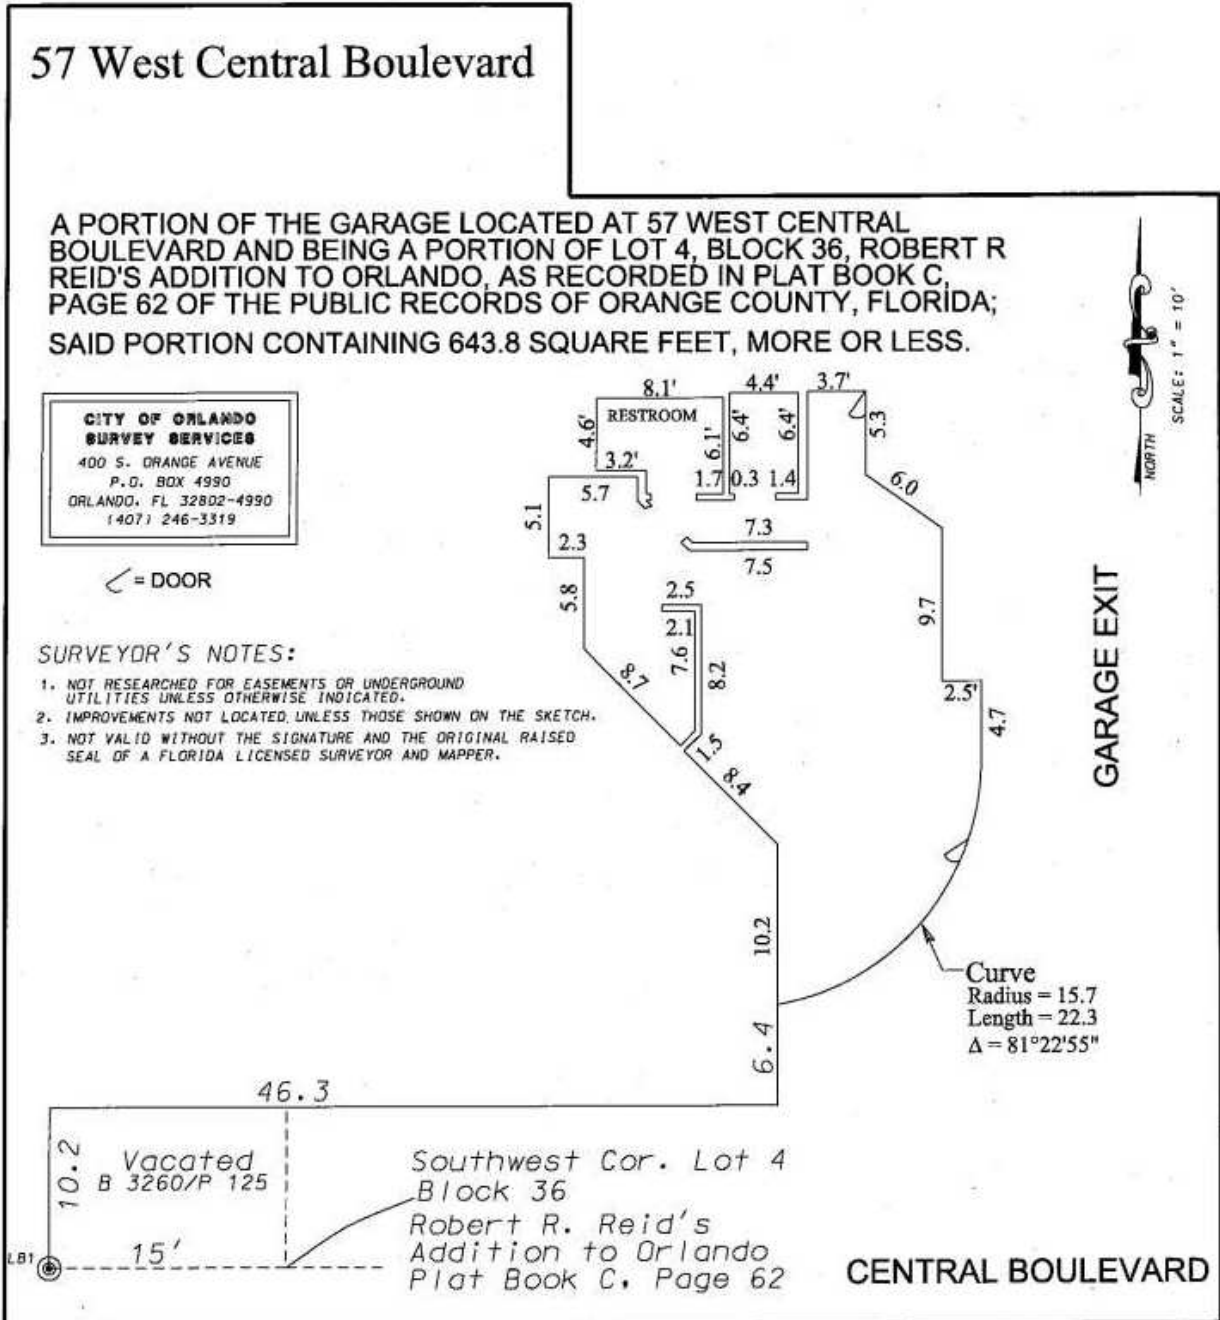 57 West Central Boulevard
A PORTION OF THE GARAGE LOCATED AT 57 WEST CENTRAL
BOULEVARD AND BEING A PORTION OF LOT 4, BLOCK 36, ROBERT R
REID'S ADDITION TO ORLANDO, AS RECORDED IN PLAT BOOK C,
PAGE 62 OF THE PUBLIC RECORDS OF ORANGE COUNTY, FLORIDA;
SAID PORTION CONTAINING 643.8 SQUARE FEET, MORE OR LESS.
NORTH
SCALE: 1" = 10'
CITY OF ORLANDO
SURVEY SERVICES
400 S. ORANGE AVENUE
P.O. BOX 4990
ORLANDO, FL 32802-4990
(407) 246-3319
= DOOR
SURVEYOR'S NOTES:
1. NOT RESEARCHED FOR EASEMENTS OR UNDERGROUND
UTILITIES UNLESS OTHERWISE INDICATED.
2. IMPROVEMENTS NOT LOCATED UNLESS THOSE SHOWN ON THE SKETCH.
3. NOT VALID WITHOUT THE SIGNATURE AND THE ORIGINAL RAISED
SEAL OF A FLORIDA LICENSED SURVEYOR AND MAPPER.
8.1'
4.4'
3.7'
RESTROOM
4.6'
6.1'
6.4'
6.4'
5.3
3.2'
5.7
1.7
0.3
1.4
6.0
5.1
2.3
7.3
7.5
5.8
2.5
2.1
7.6
8.2
9.7
8.7
2.5'
4.7
1.5
8.4
10.2
6.4
GARAGE EXIT
Curve
Radius = 15.7
Length = 22.3
Δ = 81°22'55"
46.3
10.2
Vacated
B 3260/P 125
15'
LB1
Southwest Cor. Lot 4
Block 36
Robert R. Reid's
Addition to Orlando
Plat Book C, Page 62
CENTRAL BOULEVARD